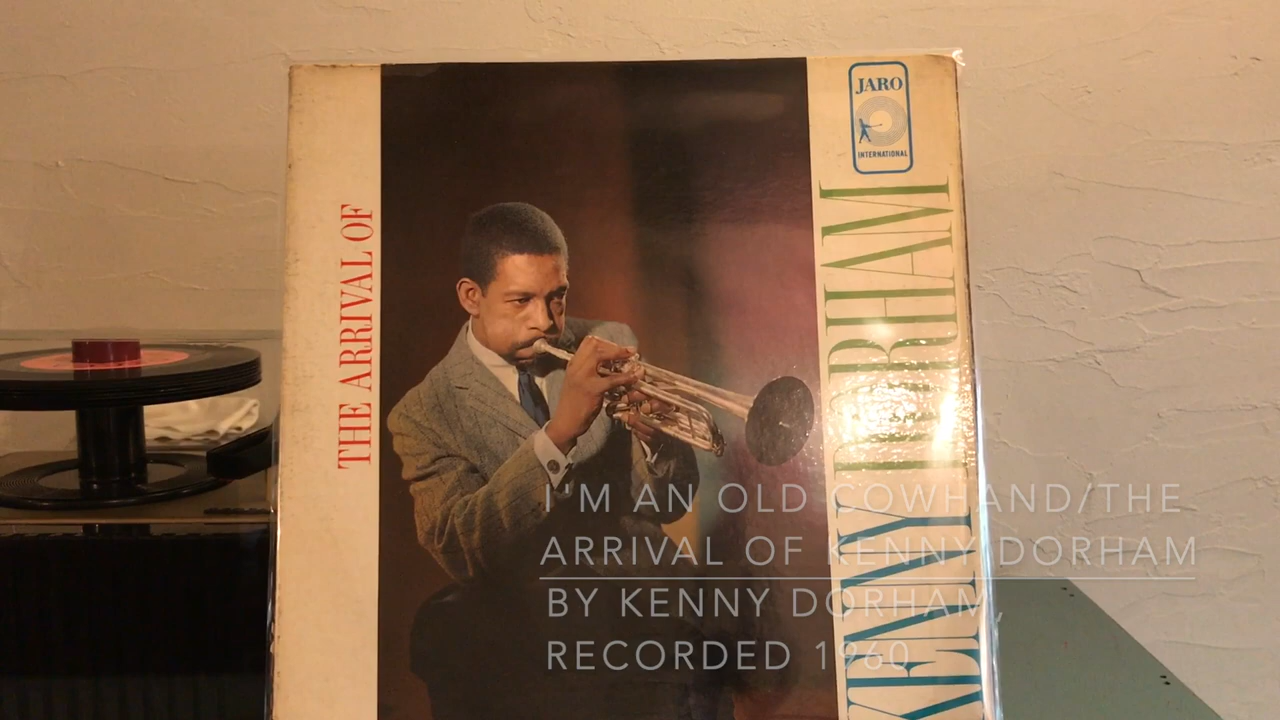 THE ARRIVAL OF
JARO
INTERNATIONAL
KENNY DORHAM
I'M AN OLD COWHAND/THE
ARRIVAL OF KENNY DORHAM
BY KENNY DORHAM,
RECORDED 1960